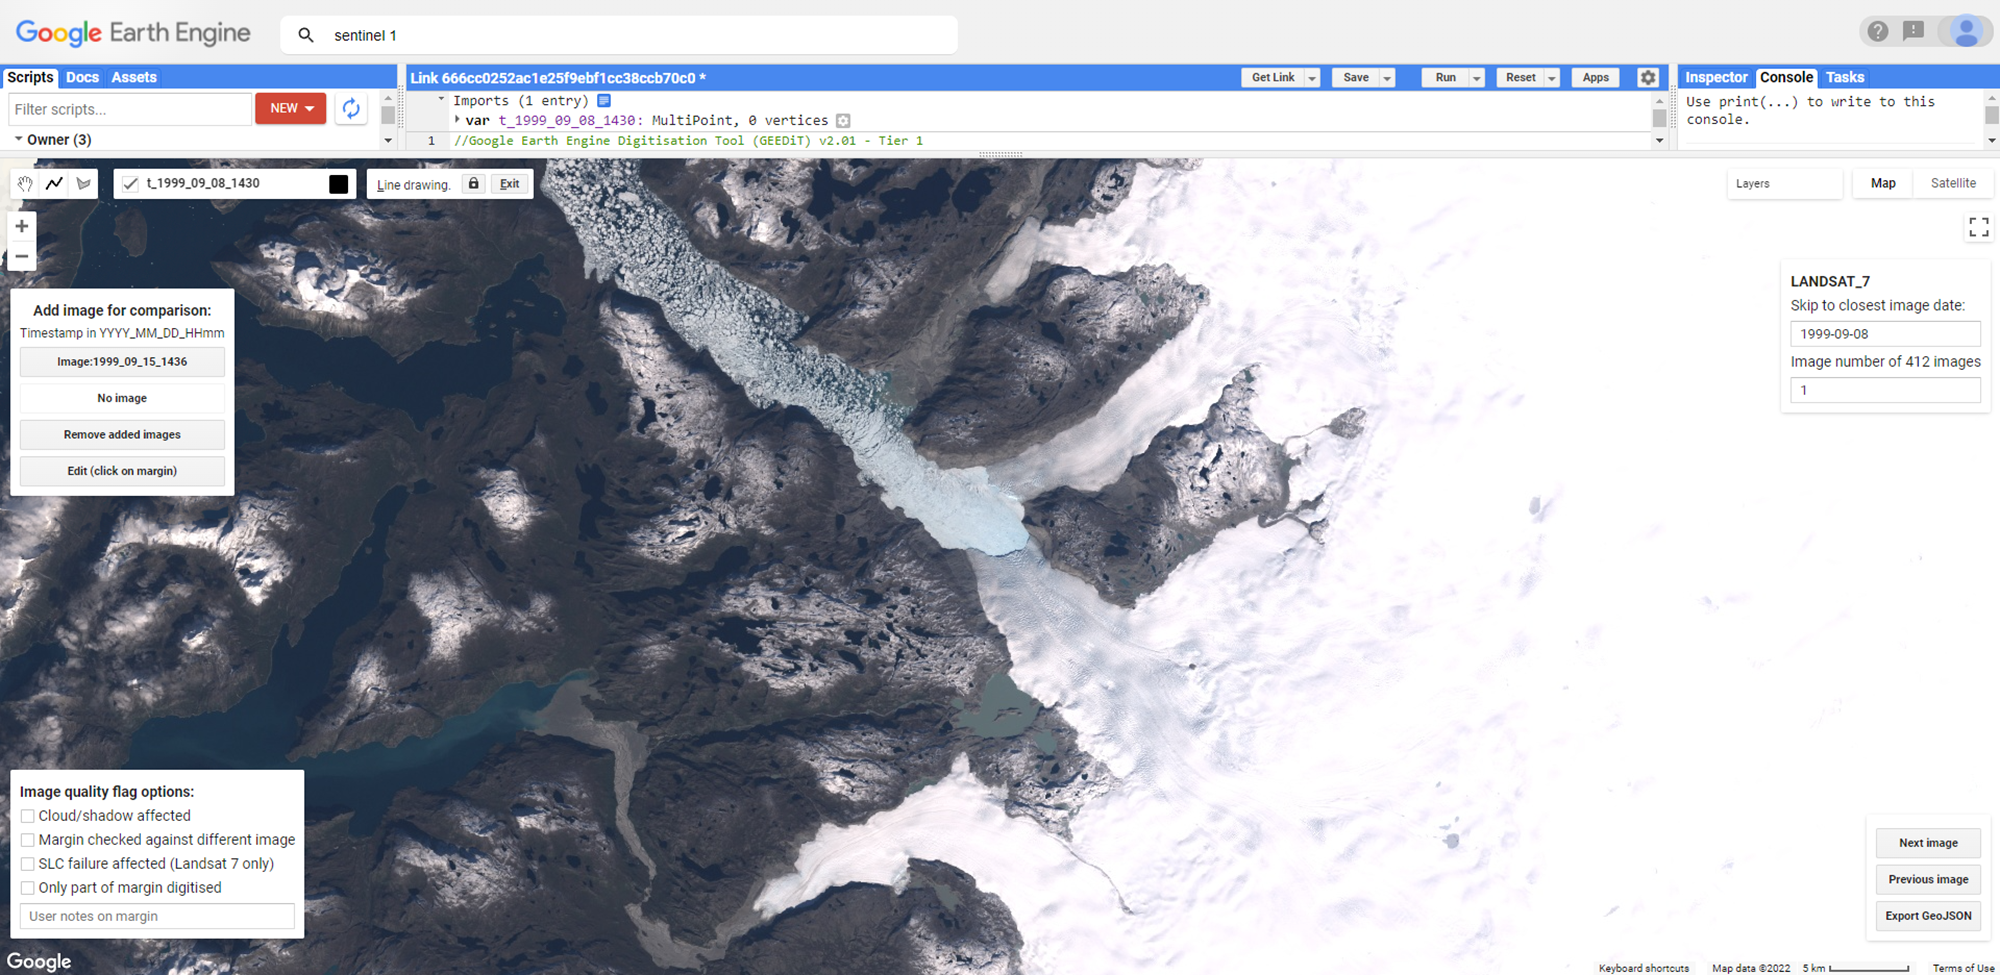 Google Earth Engine
sentinel 1
Scripts Docs Assets
Link 666cc0252ac1e25f9ebf1cc38ccb70c0 *
Get Link Save Run Reset Apps
Inspector Console Tasks
Filter scripts...
NEW
Owner (3)
Imports (1 entry)
var t_1999_09_08_1430: MultiPoint, 0 vertices
1 //Google Earth Engine Digitisation Tool (GEEDiT) v2.01 - Tier 1
Use print(...) to write to this
console.
t_1999_09_08_1430
Line drawing. Exit
Layers
Map Satellite
+
−
Add image for comparison:
Timestamp in YYYY_MM_DD_HHmm
Image:1999_09_15_1436
No image
Remove added images
Edit (click on margin)
LANDSAT_7
Skip to closest image date:
1999-09-08
Image number of 412 images
1
Image quality flag options:
Cloud/shadow affected
Margin checked against different image
SLC failure affected (Landsat 7 only)
Only part of margin digitised
User notes on margin
Next image
Previous image
Export GeoJSON
Google
Keyboard shortcuts Map data ©2022 5 km Terms of Use